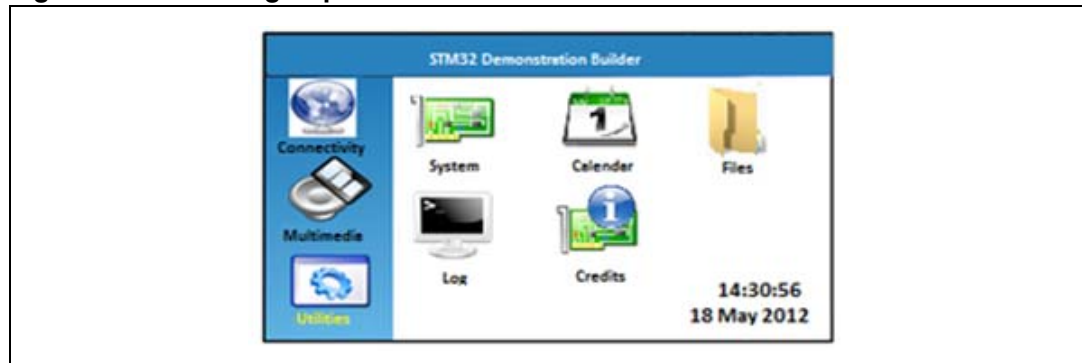 STM32 Demonstration Builder
Connectivity
Multimedia
Utilities
System
Calendar
Files
Log
Credits
14:30:56
18 May 2012